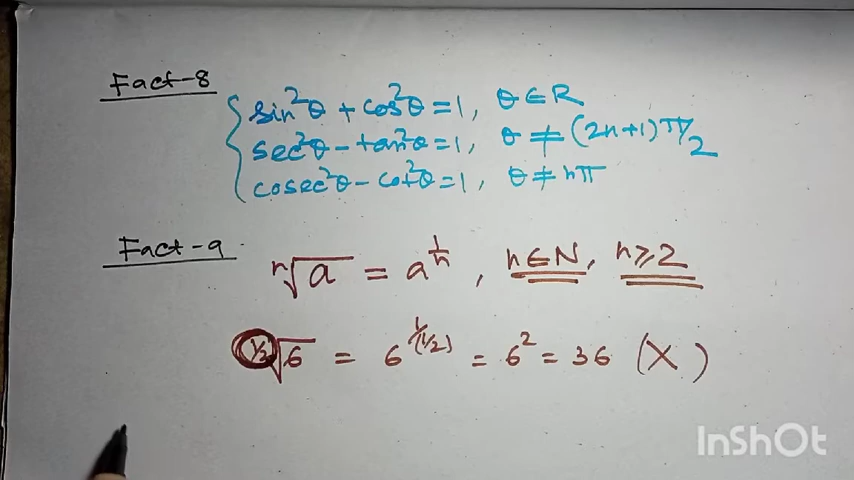 Fact-8
sin²θ + cos²θ = 1, θ ∈ R
sec²θ - tan²θ = 1, θ ≠ (2n+1)π/2
cosec²θ - cot²θ = 1, θ ≠ nπ
Fact-9
ⁿ√a = a^(1/n), n ∈ N, n ≥ 2
^(1/2)√6 = 6^(1/(1/2)) = 6² = 36 (×)
InShOt